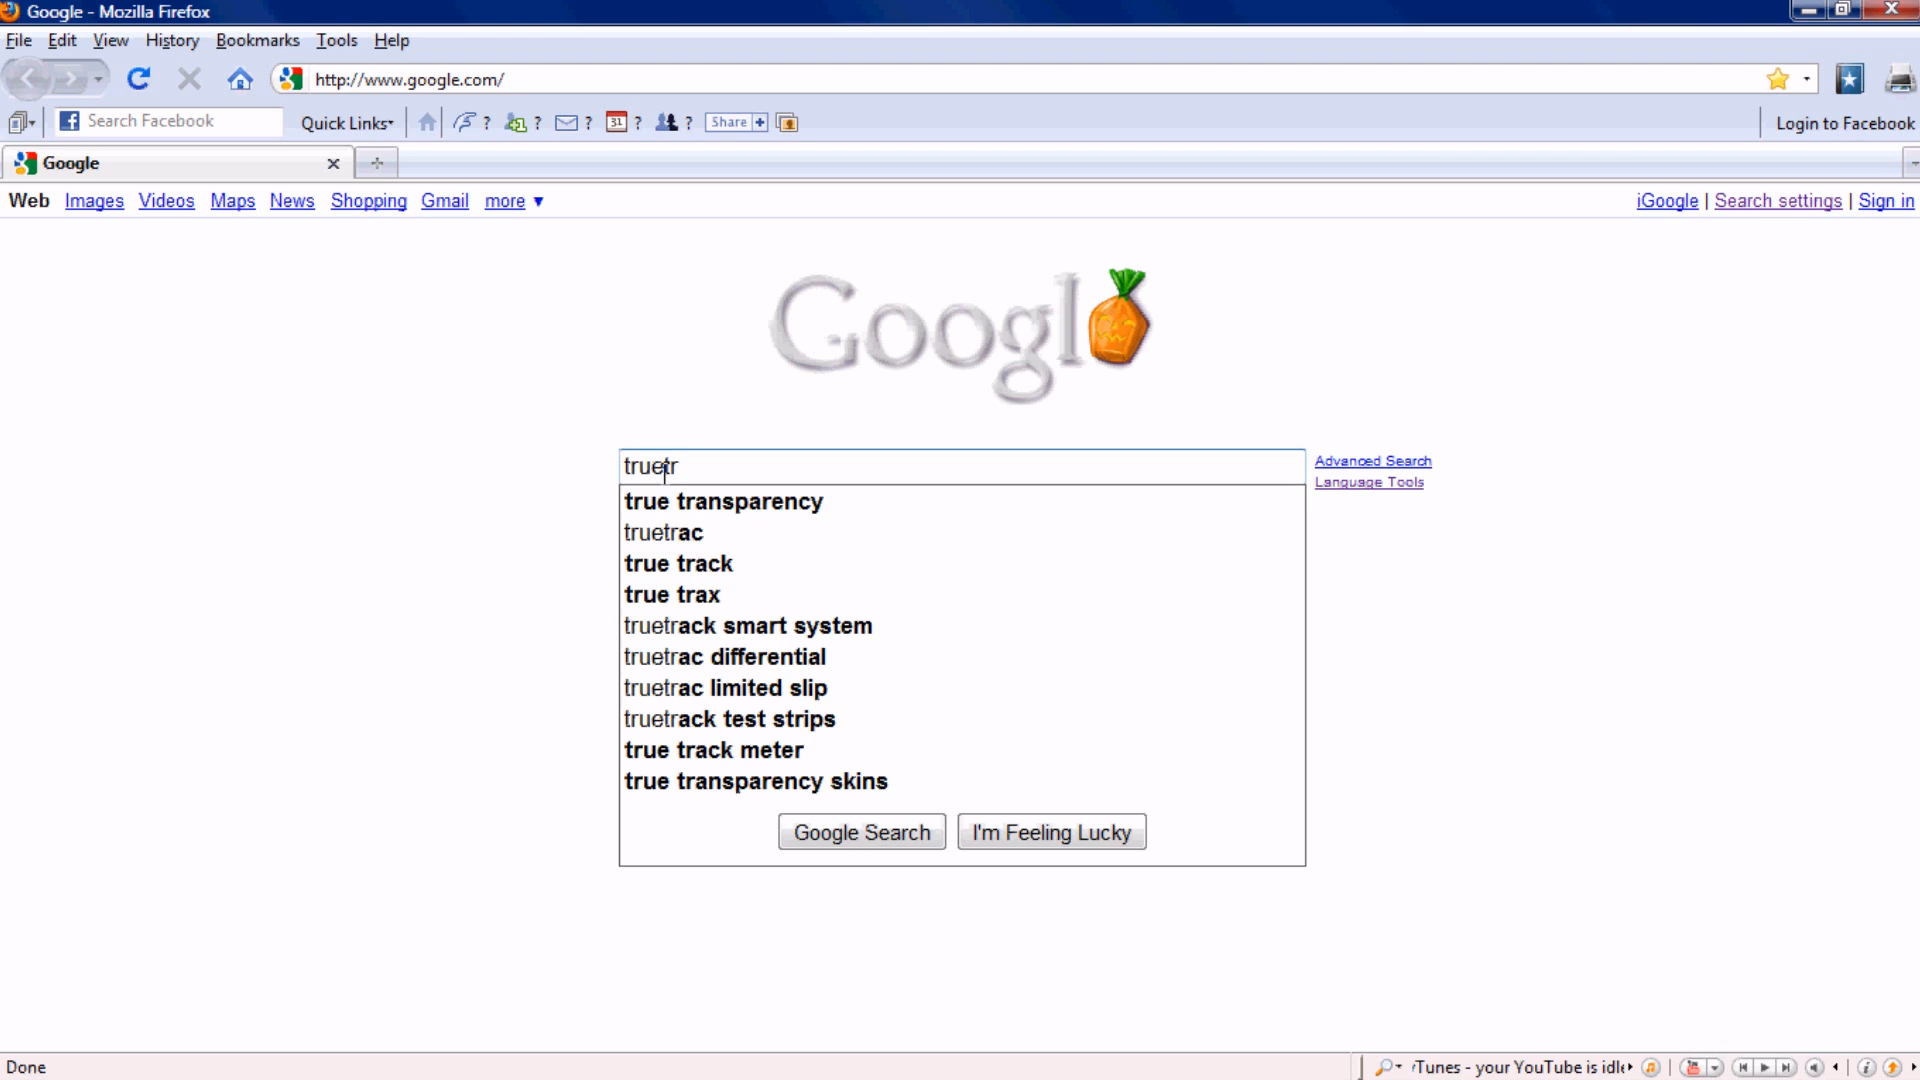 Google - Mozilla Firefox
File Edit View History Bookmarks Tools Help
http://www.google.com/
Search Facebook Quick Links ? ? ? 31 ? ? Share + Login to Facebook
Google
Web Images Videos Maps News Shopping Gmail more ▼ iGoogle | Search settings | Sign in
Googl
truetr Advanced Search
Language Tools
true transparency
truetrac
true track
true trax
truetrack smart system
truetrac differential
truetrac limited slip
truetrack test strips
true track meter
true transparency skins
Google Search I'm Feeling Lucky
Done Tunes - your YouTube is idle